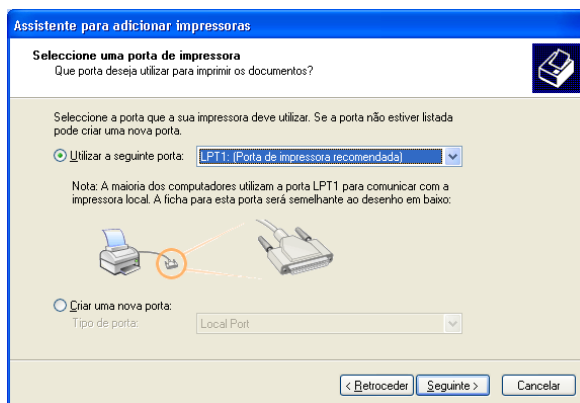 Assistente para adicionar impressoras
Seleccione uma porta de impressora
Que porta deseja utilizar para imprimir os documentos?
Seleccione a porta que a sua impressora deve utilizar. Se a porta não estiver listada
pode criar uma nova porta.
Utilizar a seguinte porta: LPT1: (Porta de impressora recomendada)
Nota: A maioria dos computadores utilizam a porta LPT1 para comunicar com a
impressora local. A ficha para esta porta será semelhante ao desenho em baixo:
Criar uma nova porta:
Tipo de porta: Local Port
< Retroceder Seguinte > Cancelar